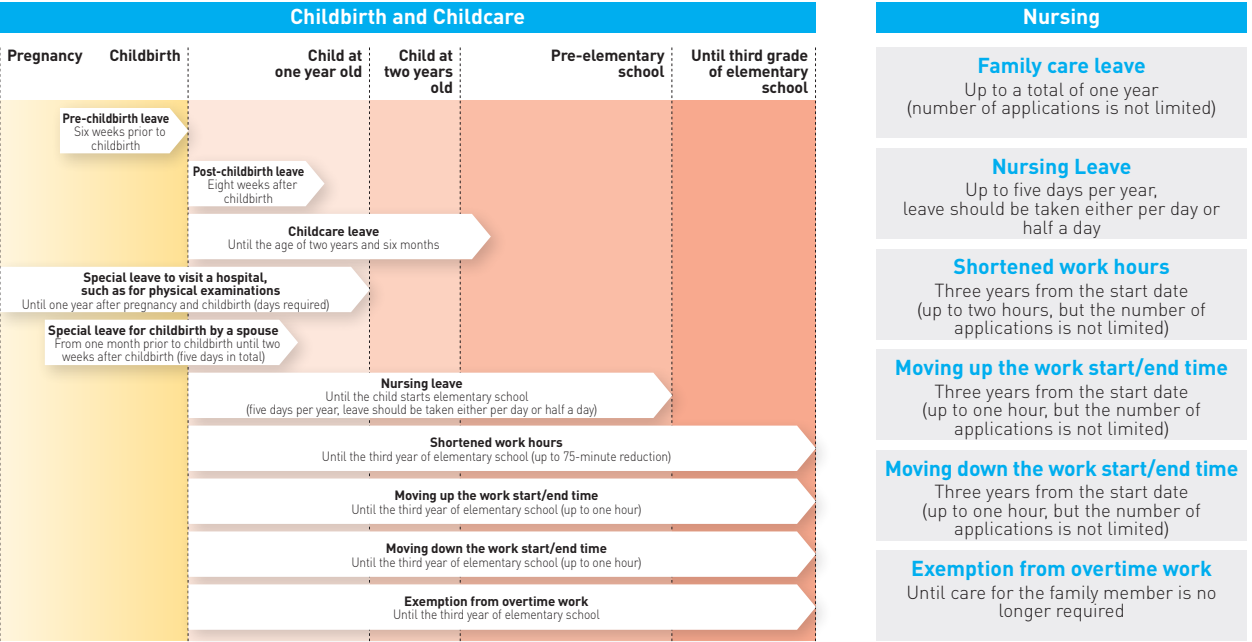 Childbirth and Childcare
Pregnancy
Childbirth
Child at
one year old
Child at
two years
old
Pre-elementary
school
Until third grade
of elementary
school
Pre-childbirth leave
Six weeks prior to
childbirth
Post-childbirth leave
Eight weeks after
childbirth
Childcare leave
Until the age of two years and six months
Special leave to visit a hospital,
such as for physical examinations
Until one year after pregnancy and childbirth (days required)
Special leave for childbirth by a spouse
From one month prior to childbirth until two
weeks after childbirth (five days in total)
Nursing leave
Until the child starts elementary school
(five days per year, leave should be taken either per day or half a day)
Shortened work hours
Until the third year of elementary school (up to 75-minute reduction)
Moving up the work start/end time
Until the third year of elementary school (up to one hour)
Moving down the work start/end time
Until the third year of elementary school (up to one hour)
Exemption from overtime work
Until the third year of elementary school
Nursing
Family care leave
Up to a total of one year
(number of applications is not limited)
Nursing Leave
Up to five days per year,
leave should be taken either per day or
half a day
Shortened work hours
Three years from the start date
(up to two hours, but the number of
applications is not limited)
Moving up the work start/end time
Three years from the start date
(up to one hour, but the number of
applications is not limited)
Moving down the work start/end time
Three years from the start date
(up to one hour, but the number of
applications is not limited)
Exemption from overtime work
Until care for the family member is no
longer required